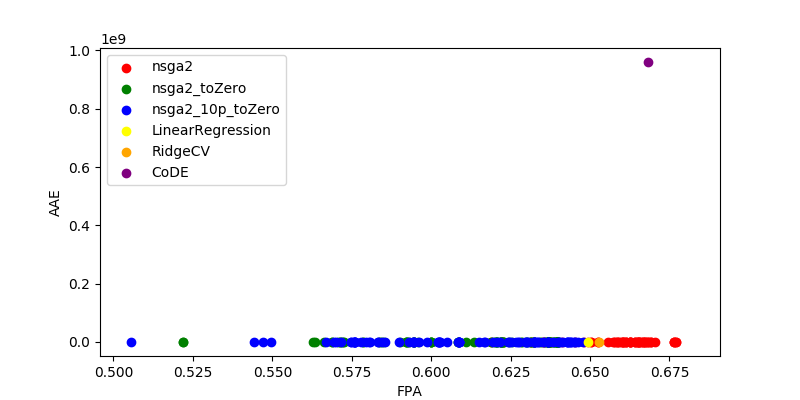 1e9
1.0
0.8
0.6
0.4
0.2
0.0
AAE
nsga2
nsga2_toZero
nsga2_10p_toZero
LinearRegression
RidgeCV
CoDE
0.500 0.525 0.550 0.575 0.600 0.625 0.650 0.675
FPA